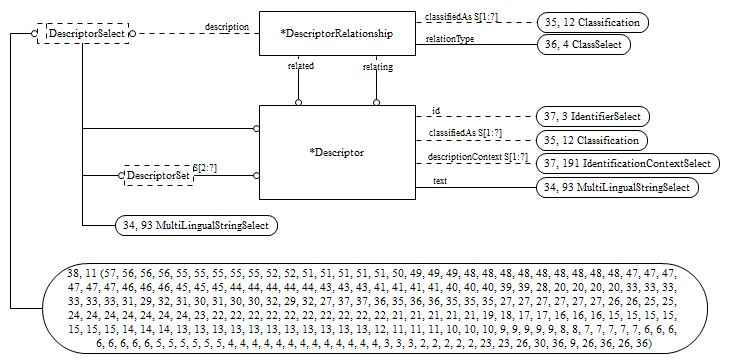 classifiedAs S[1:?]
35, 12 Classification
DescriptorSelect
description
*DescriptorRelationship
relationType
36, 4 ClassSelect
related
relating
id
37, 3 IdentifierSelect
classifiedAs S[1:?]
35, 12 Classification
*Descriptor
descriptionContext S[1:?]
37, 191 IdentificationContextSelect
DescriptorSet
S[2:?]
text
34, 93 MultiLingualStringSelect
34, 93 MultiLingualStringSelect
38, 11 (57, 56, 56, 56, 55, 55, 55, 55, 52, 52, 51, 51, 51, 51, 51, 50, 49, 49, 49, 48, 48, 48, 48, 48, 48, 48, 48, 48, 47, 47, 47,
47, 47, 47, 46, 46, 46, 46, 45, 45, 45, 44, 44, 44, 44, 43, 43, 43, 41, 41, 41, 41, 40, 40, 40, 39, 39, 28, 20, 20, 20, 33, 33, 33,
33, 33, 33, 31, 29, 32, 31, 30, 31, 30, 30, 32, 29, 32, 27, 37, 37, 36, 35, 36, 36, 35, 35, 35, 27, 27, 27, 27, 27, 27, 26, 26, 25, 25,
24, 24, 24, 24, 24, 24, 24, 23, 22, 22, 22, 22, 22, 22, 22, 22, 22, 21, 21, 21, 21, 21, 19, 18, 17, 17, 16, 16, 15, 15, 15, 15,
15, 15, 15, 14, 14, 14, 13, 13, 13, 13, 13, 13, 13, 13, 13, 13, 12, 11, 11, 11, 10, 10, 10, 9, 9, 9, 9, 9, 8, 8, 7, 7, 7, 7, 7, 6, 6, 6,
6, 6, 6, 6, 6, 5, 5, 5, 5, 5, 5, 4, 4, 4, 4, 4, 4, 4, 4, 4, 4, 4, 4, 4, 3, 3, 3, 2, 2, 2, 2, 2, 23, 23, 26, 30, 36, 9, 26, 36, 26, 36)